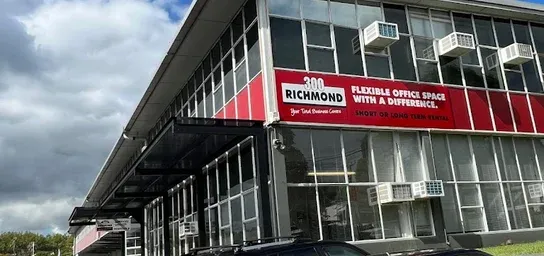 300
RICHMOND
Your Total Business Centre
FLEXIBLE OFFICE SPACE
WITH A DIFFERENCE.
SHORT OR LONG TERM RENTAL